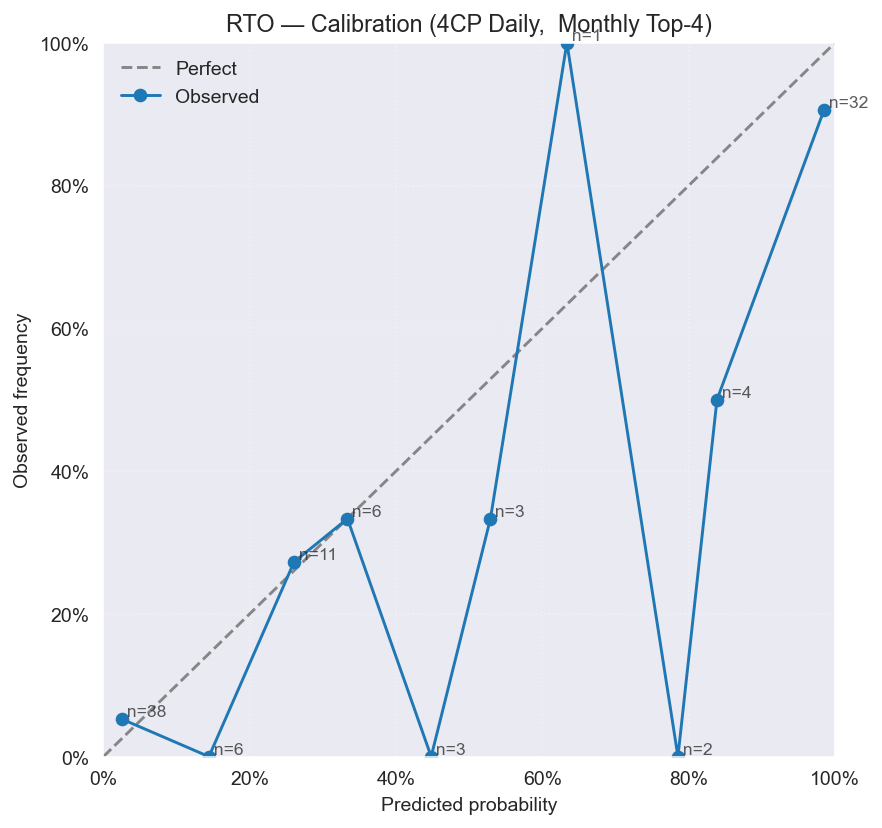 RTO — Calibration (4CP Daily,  Monthly Top-4)
Perfect
Observed
n=1
n=32
n=4
n=6
n=3
n=11
n=38
n=6
n=3
n=2
100%
80%
60%
40%
20%
0%
Observed frequency
0%
20%
40%
60%
80%
100%
Predicted probability